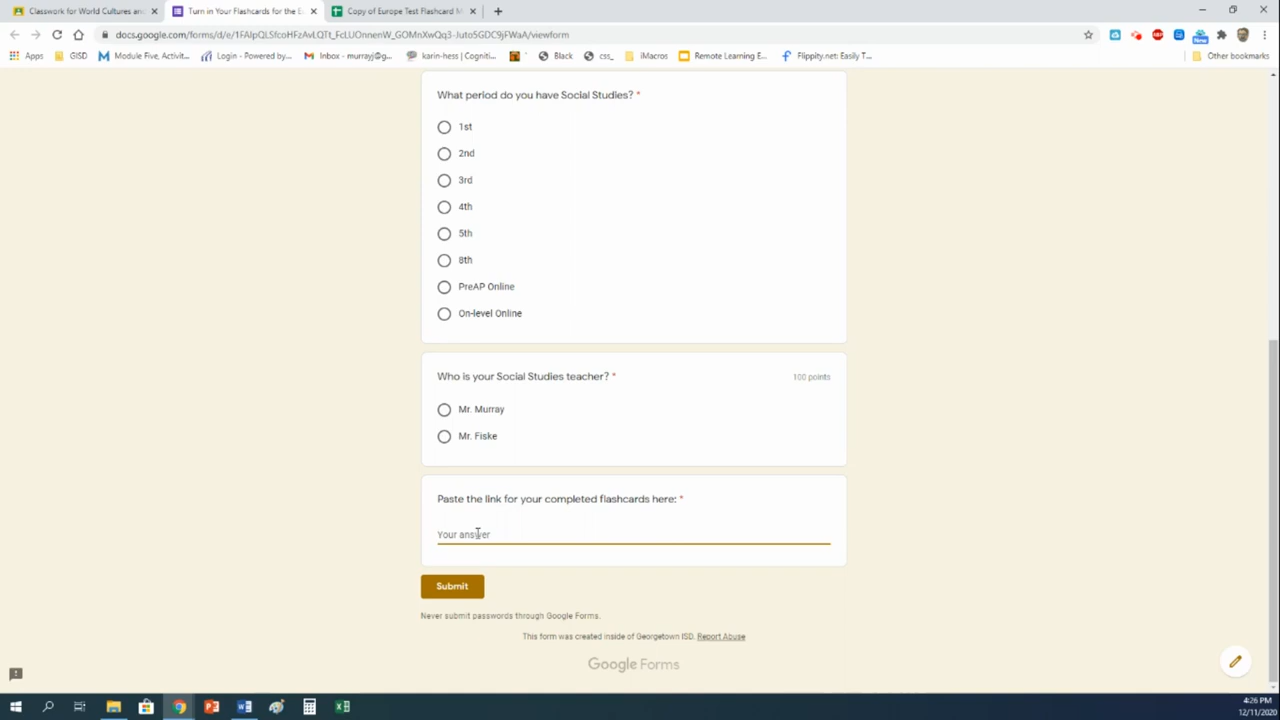 Classwork for World Cultures an
Turn in Your Flashcards for the E
Copy of Europe Test Flashcard M
docs.google.com/forms/d/e/1FAIpQLSfcoHFzAvLQTt_FcLUOnnenW_GOMnXwQq3-JutoSGDC9jFWaA/viewform
Apps
GISD
Module Five, Activit...
Login - Powered by...
Inbox - murrayj@g...
karin-hess | Cogniti...
Black
css_
iMacros
Remote Learning E...
Flippity.net: Easily T...
Other bookmarks
New
What period do you have Social Studies? *
1st
2nd
3rd
4th
5th
8th
PreAP Online
On-level Online
Who is your Social Studies teacher? *
100 points
Mr. Murray
Mr. Fiske
Paste the link for your completed flashcards here: *
Your answer
Submit
Never submit passwords through Google Forms.
This form was created inside of Georgetown ISD. Report Abuse
Google Forms
4:26 PM
12/11/2020